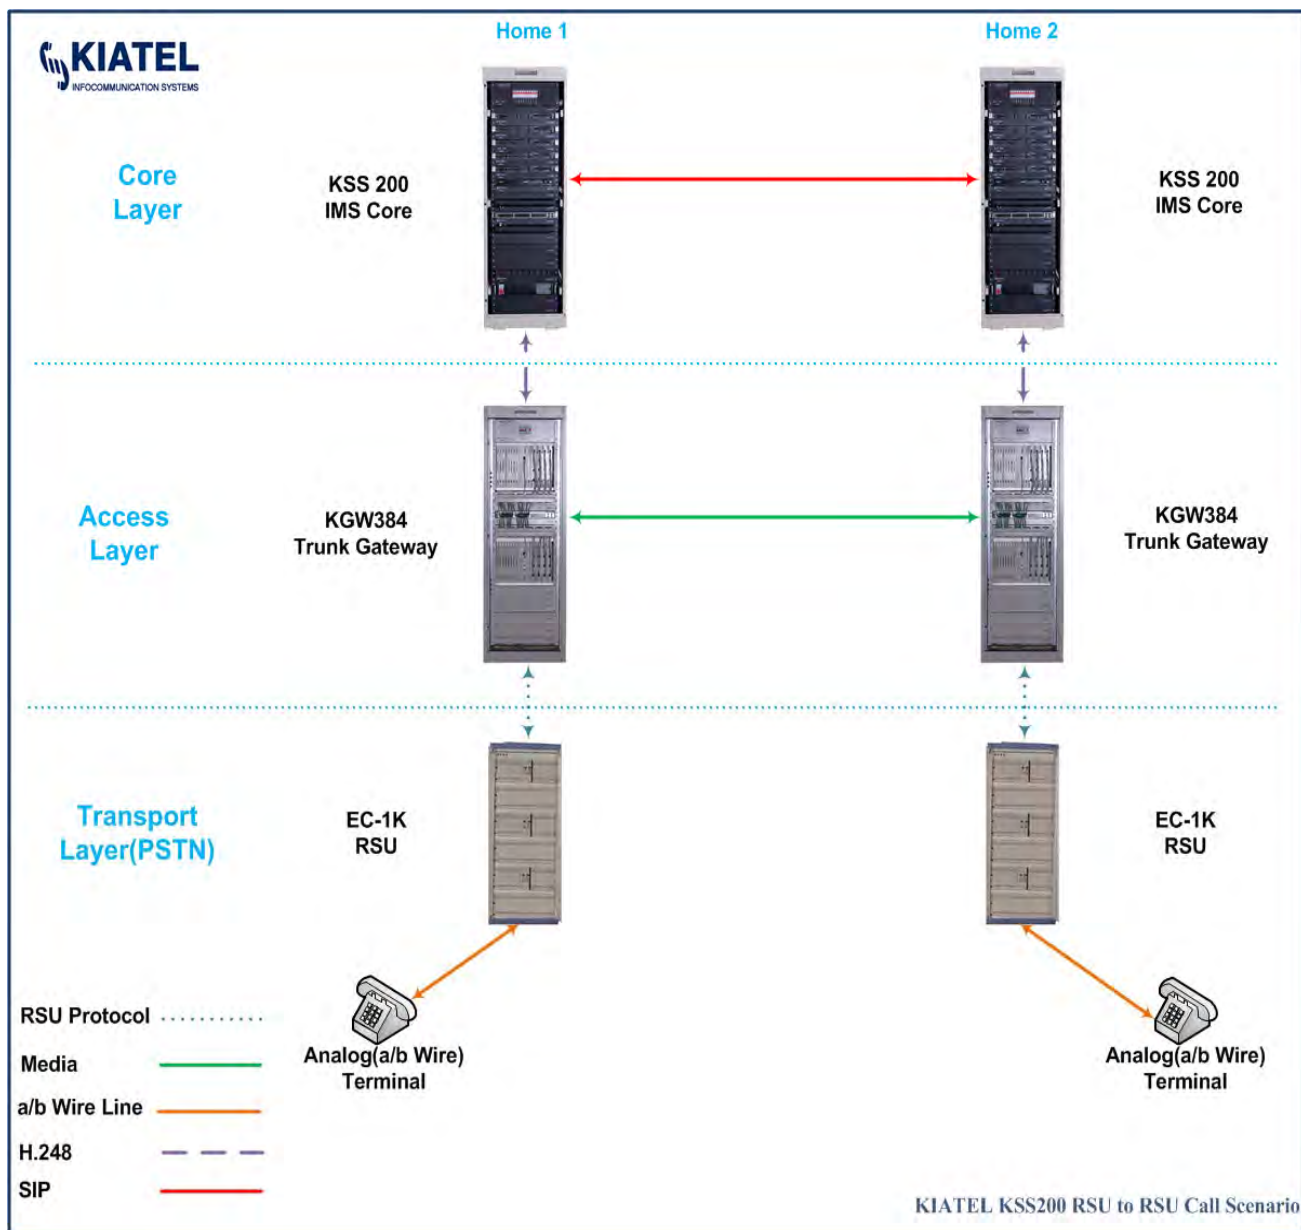 Home 1
Home 2
KIATEL
INFOCOMMUNICATION SYSTEMS
Core
Layer
KSS 200
IMS Core
KSS 200
IMS Core
Access
Layer
KGW384
Trunk Gateway
KGW384
Trunk Gateway
Transport
Layer(PSTN)
EC-1K
RSU
EC-1K
RSU
Analog(a/b Wire)
Terminal
Analog(a/b Wire)
Terminal
RSU Protocol
Media
a/b Wire Line
H.248
SIP
KIATEL KSS200 RSU to RSU Call Scenario